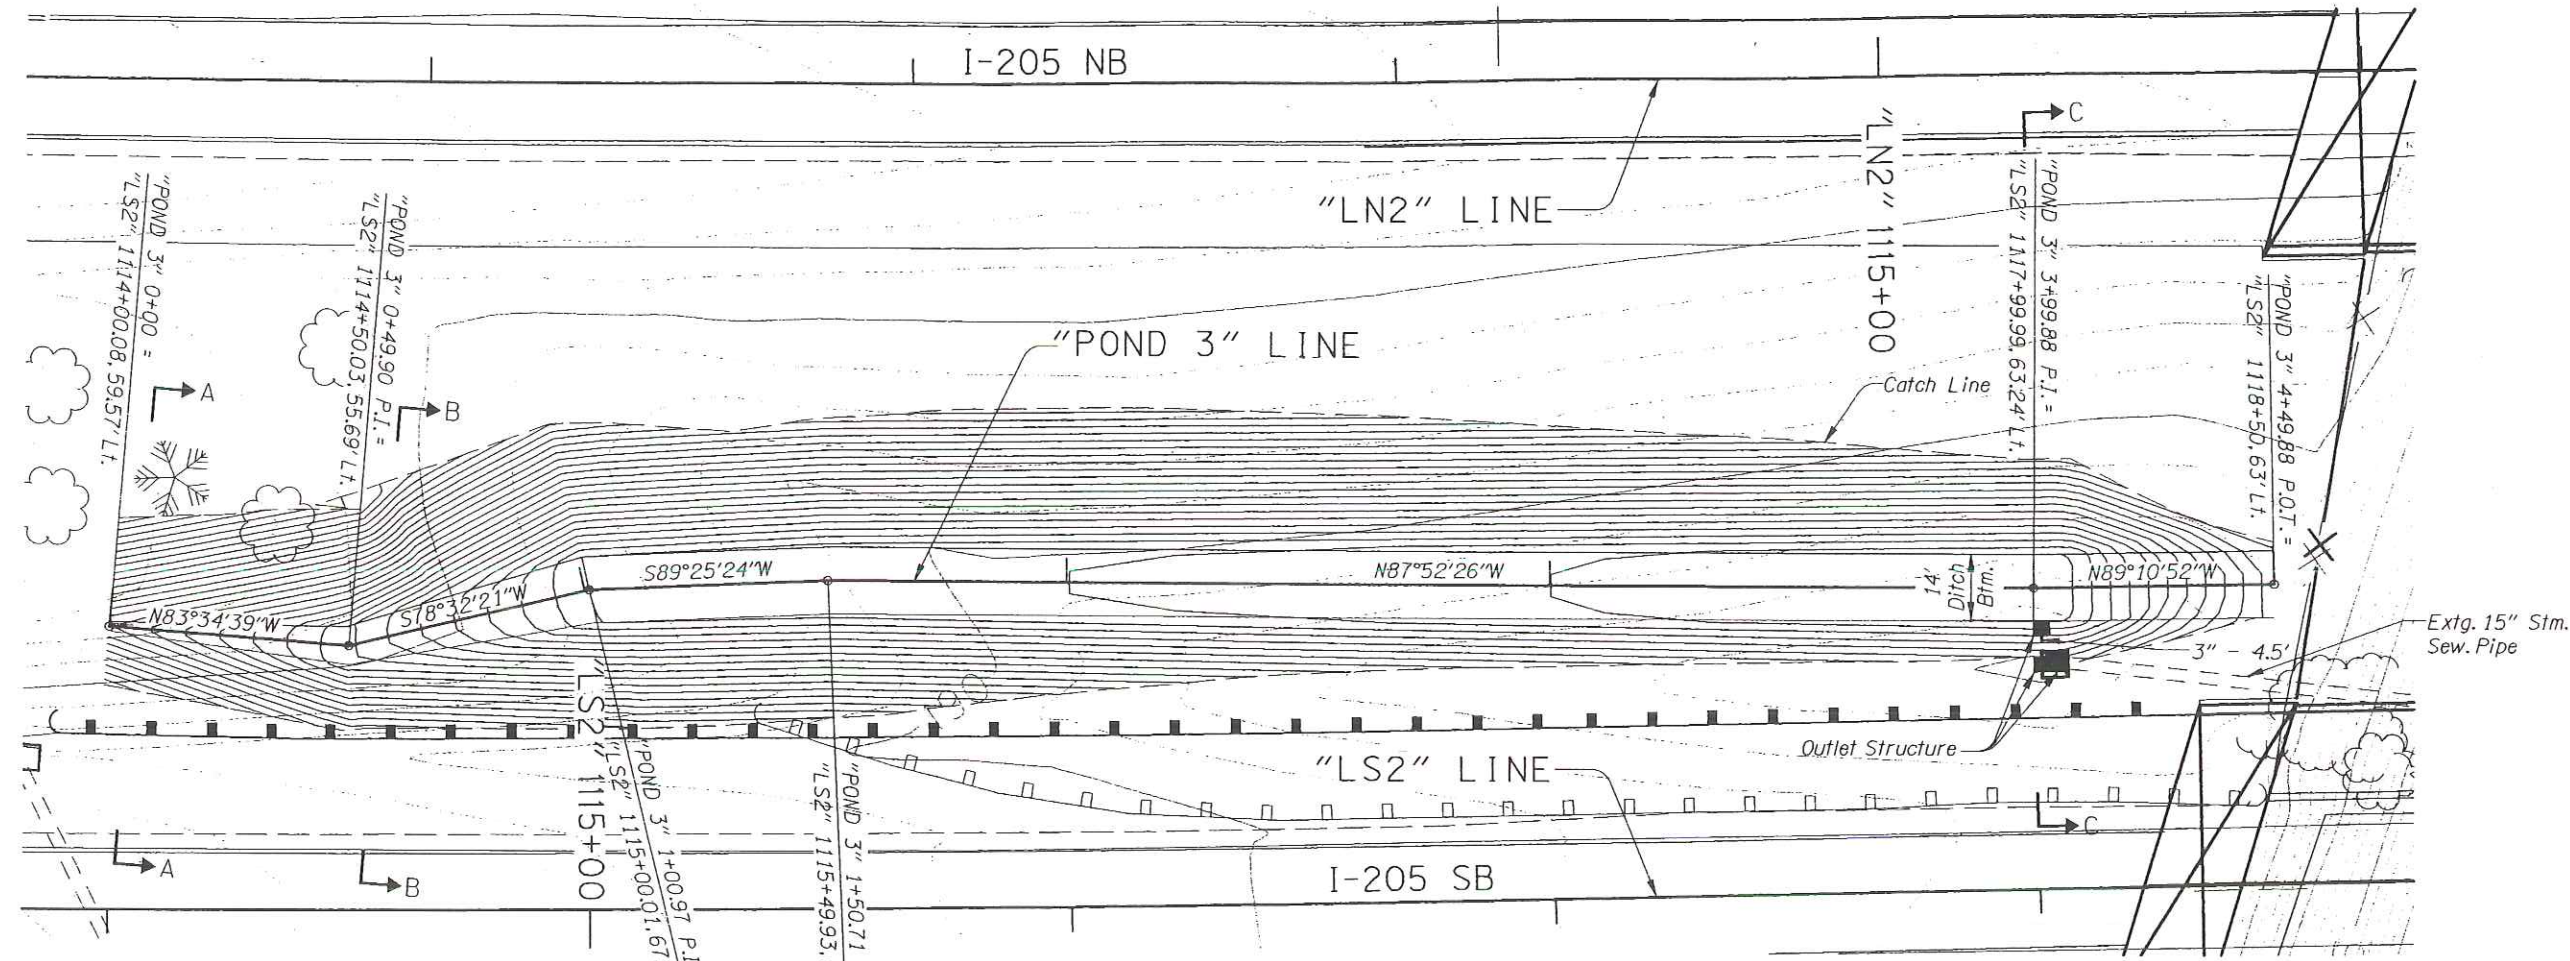 I-205 NB
"LN2" LINE
"LN2" 1115+00
C
"POND 3" 0+00 =
"LS2" 1114+00.08, 59.57' Lt.
"POND 3" 0+49.90 P.I. =
"LS2" 1114+50.03, 55.69' Lt.
"POND 3" 3+99.88 P.I. =
"LS2" 1117+99.99, 63.24' Lt.
"POND 3" 4+49.88 P.O.T. =
"LS2" 1118+50, 63' Lt.
"POND 3" LINE
A
B
Catch Line
N83°34'39"W
S78°32'21"W
S89°25'24"W
N87°52'26"W
14'
Ditch
Btm.
N89°10'52"W
Extg. 15" Stm.
Sew. Pipe
3" - 4.5'
Outlet Structure
"LS2" LINE
"LS2" 1115+00
"POND 3" 1+00.97 P.I
"LS2" 1115+00.01, 67
"POND 3" 1+50.71
"LS2" 1115+49.93,
A
B
C
I-205 SB